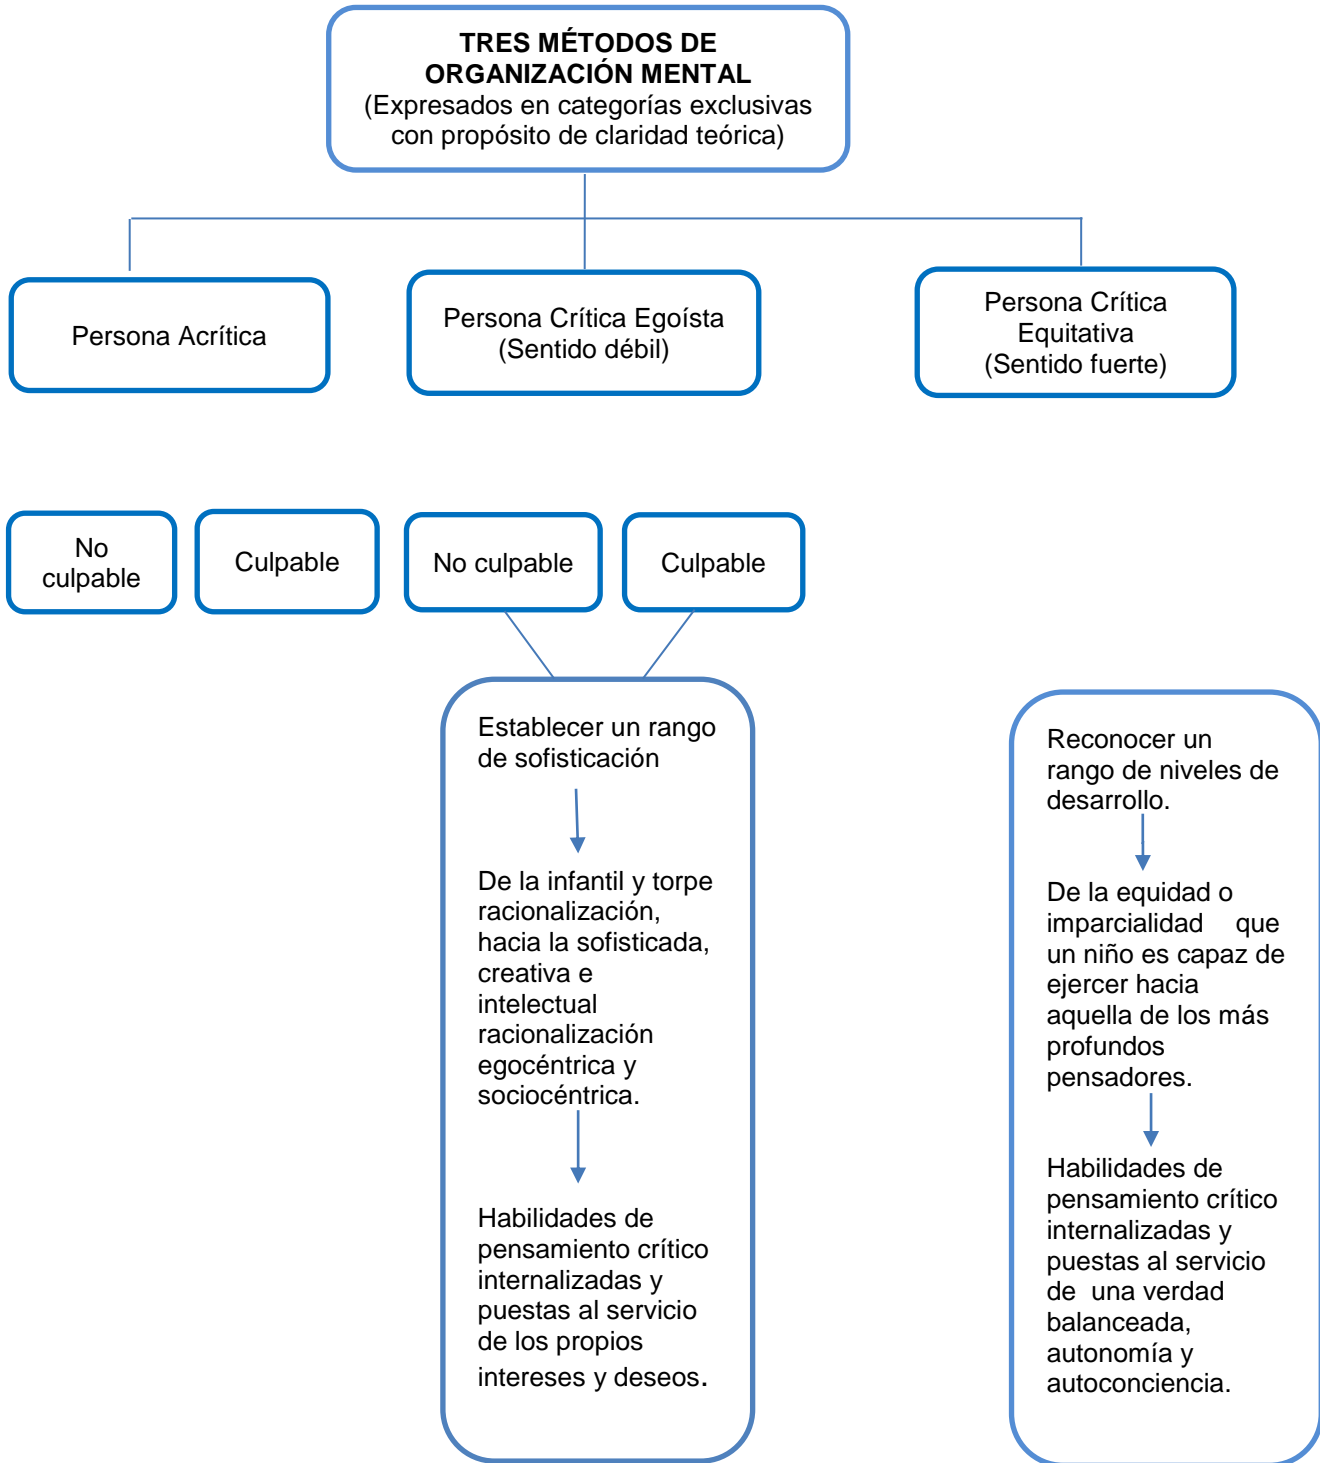 TRES MÉTODOS DE
ORGANIZACIÓN MENTAL
(Expresados en categorías exclusivas
con propósito de claridad teórica)
Persona Acrítica
Persona Crítica Egoísta
(Sentido débil)
Persona Crítica
Equitativa
(Sentido fuerte)
No
culpable
Culpable
No culpable
Culpable
Establecer un rango
de sofisticación
De la infantil y torpe
racionalización,
hacia la sofisticada,
creativa e
intelectual
racionalización
egocéntrica y
sociocéntrica.
Habilidades de
pensamiento crítico
internalizadas y
puestas al servicio
de los propios
intereses y deseos.
Reconocer un
rango de niveles de
desarrollo.
De la equidad o
imparcialidad que
un niño es capaz de
ejercer hacia
aquella de los más
profundos
pensadores.
Habilidades de
pensamiento crítico
internalizadas y
puestas al servicio
de una verdad
balanceada,
autonomía y
autoconciencia.